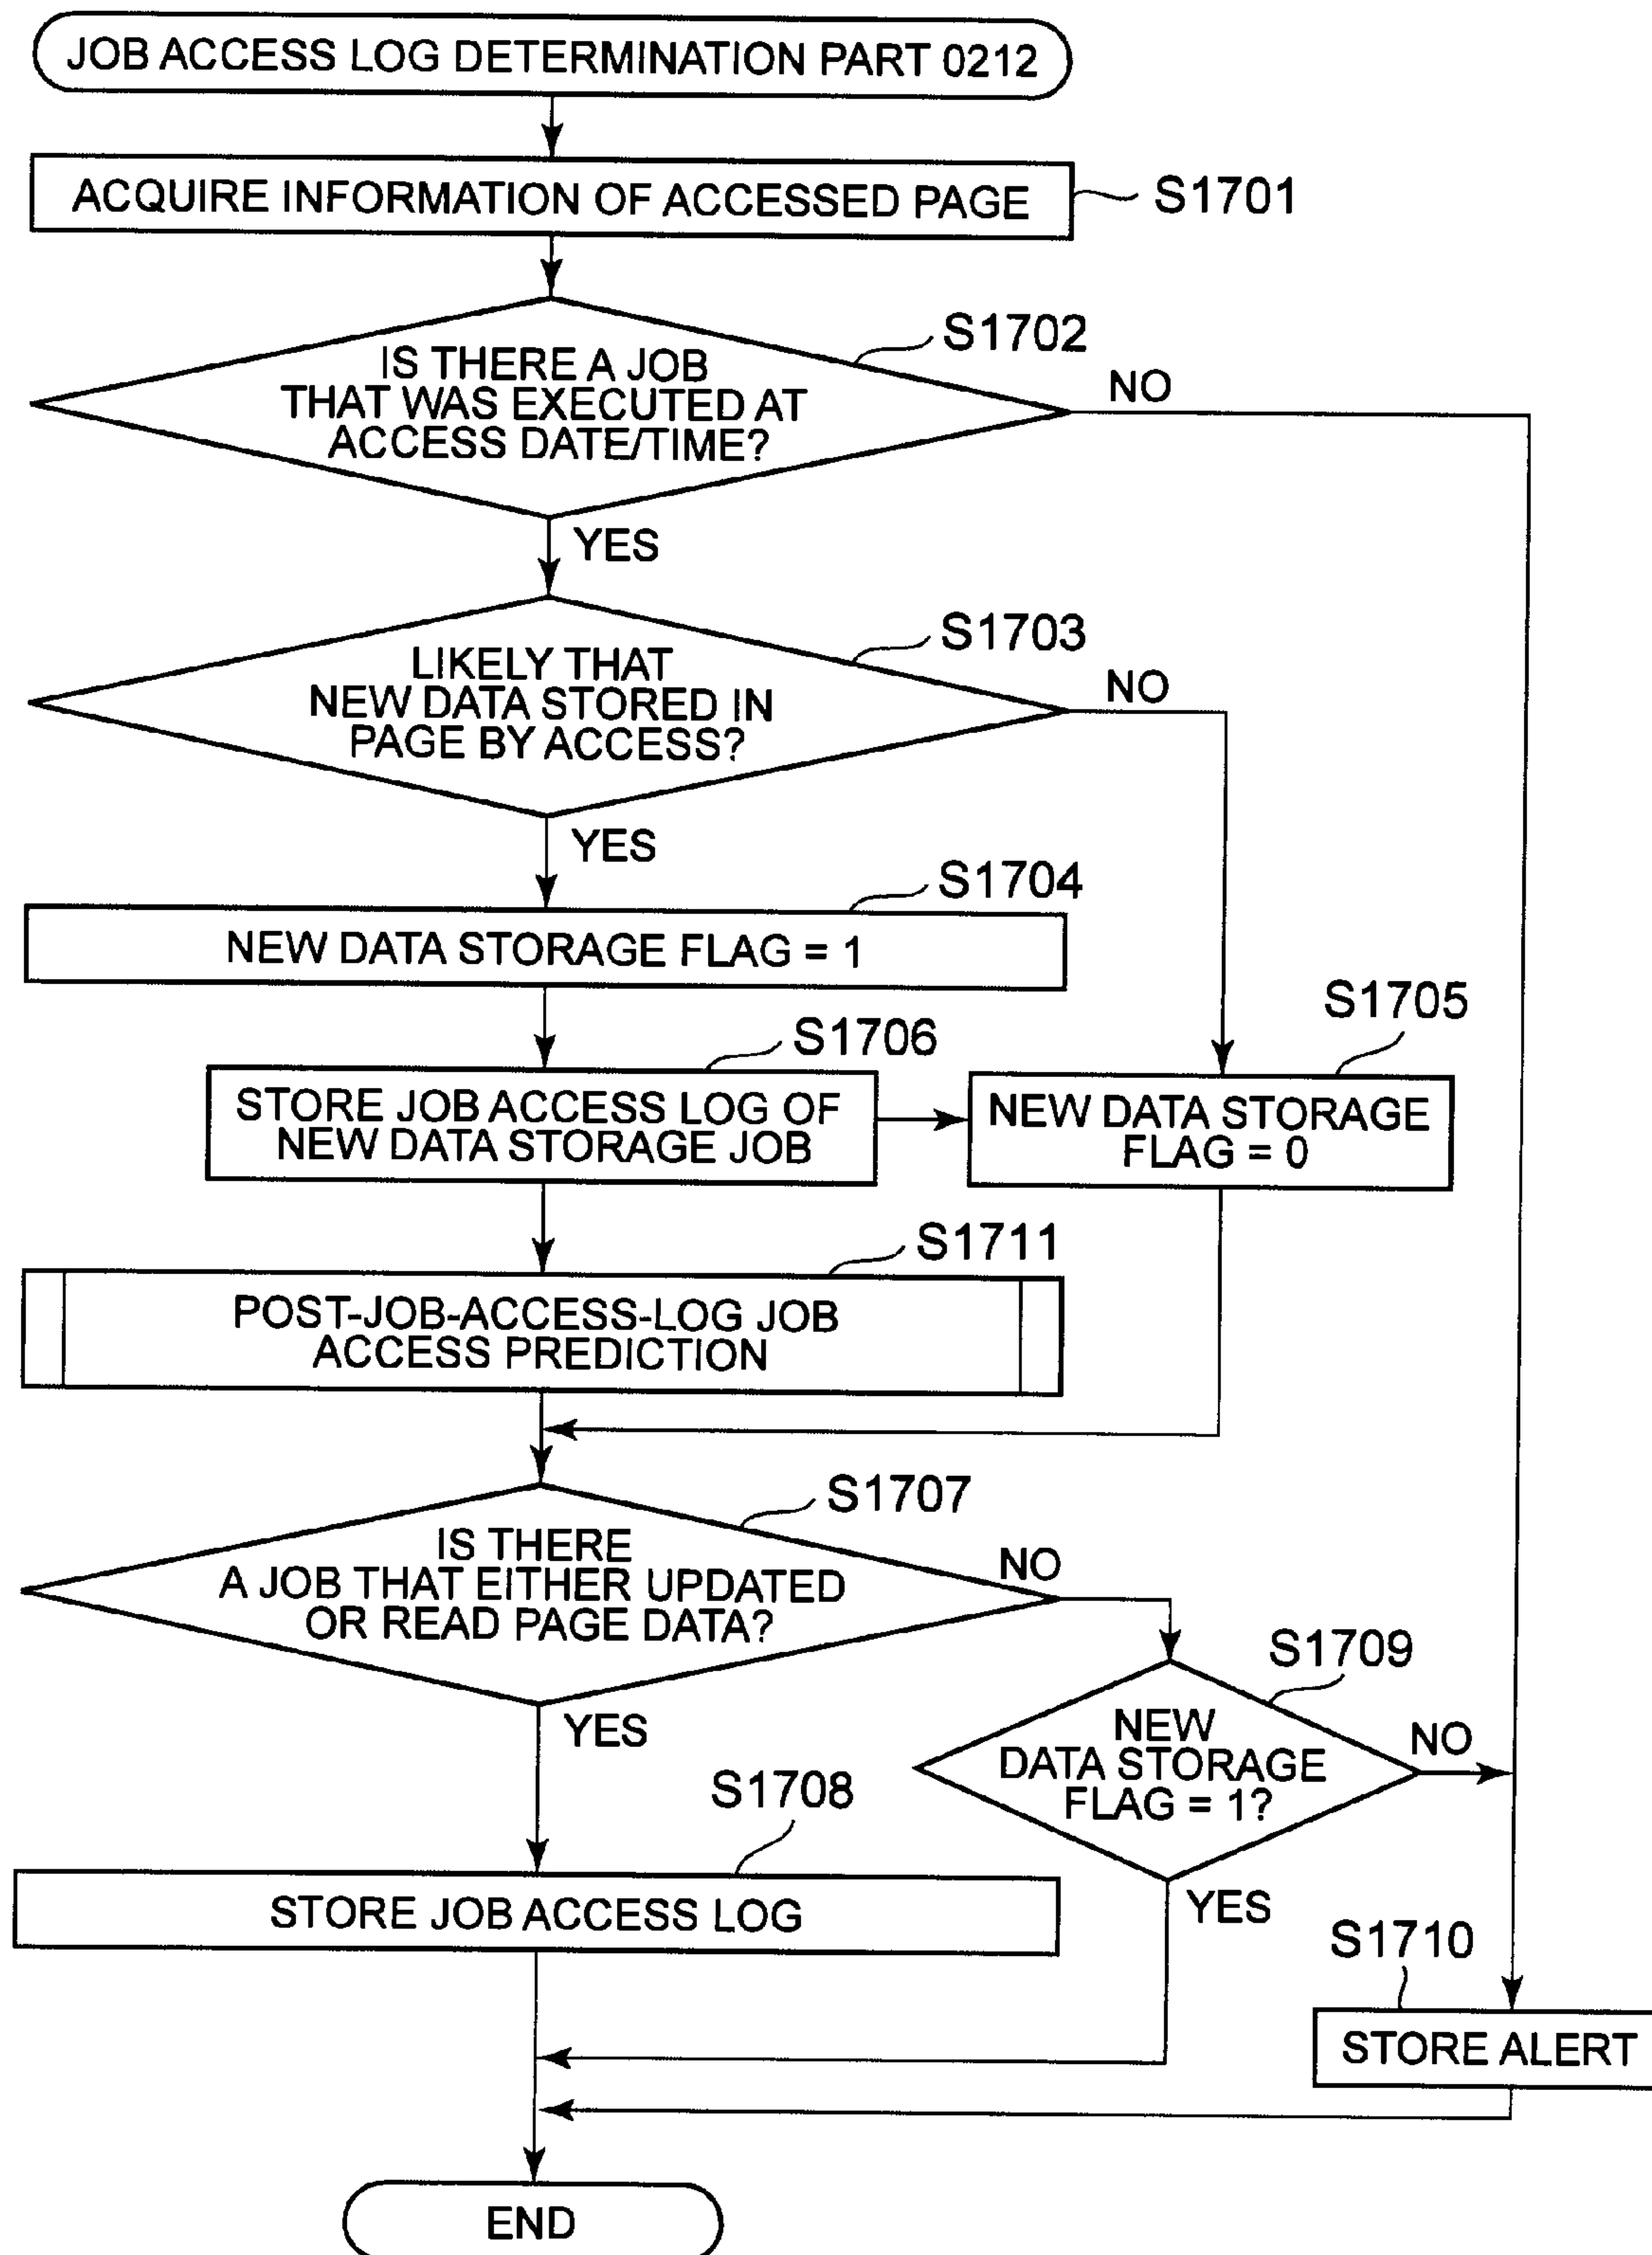 JOB ACCESS LOG DETERMINATION PART 0212
ACQUIRE INFORMATION OF ACCESSED PAGE
S1701
S1702
IS THERE A JOB
THAT WAS EXECUTED AT
ACCESS DATE/TIME?
NO
YES
S1703
LIKELY THAT
NEW DATA STORED IN
PAGE BY ACCESS?
NO
YES
S1704
NEW DATA STORAGE FLAG = 1
S1705
S1706
STORE JOB ACCESS LOG OF
NEW DATA STORAGE JOB
NEW DATA STORAGE
FLAG = 0
S1711
POST-JOB-ACCESS-LOG JOB
ACCESS PREDICTION
S1707
IS THERE
A JOB THAT EITHER UPDATED
OR READ PAGE DATA?
NO
YES
S1709
NEW
DATA STORAGE
FLAG = 1?
NO
YES
S1708
STORE JOB ACCESS LOG
S1710
STORE ALERT
END